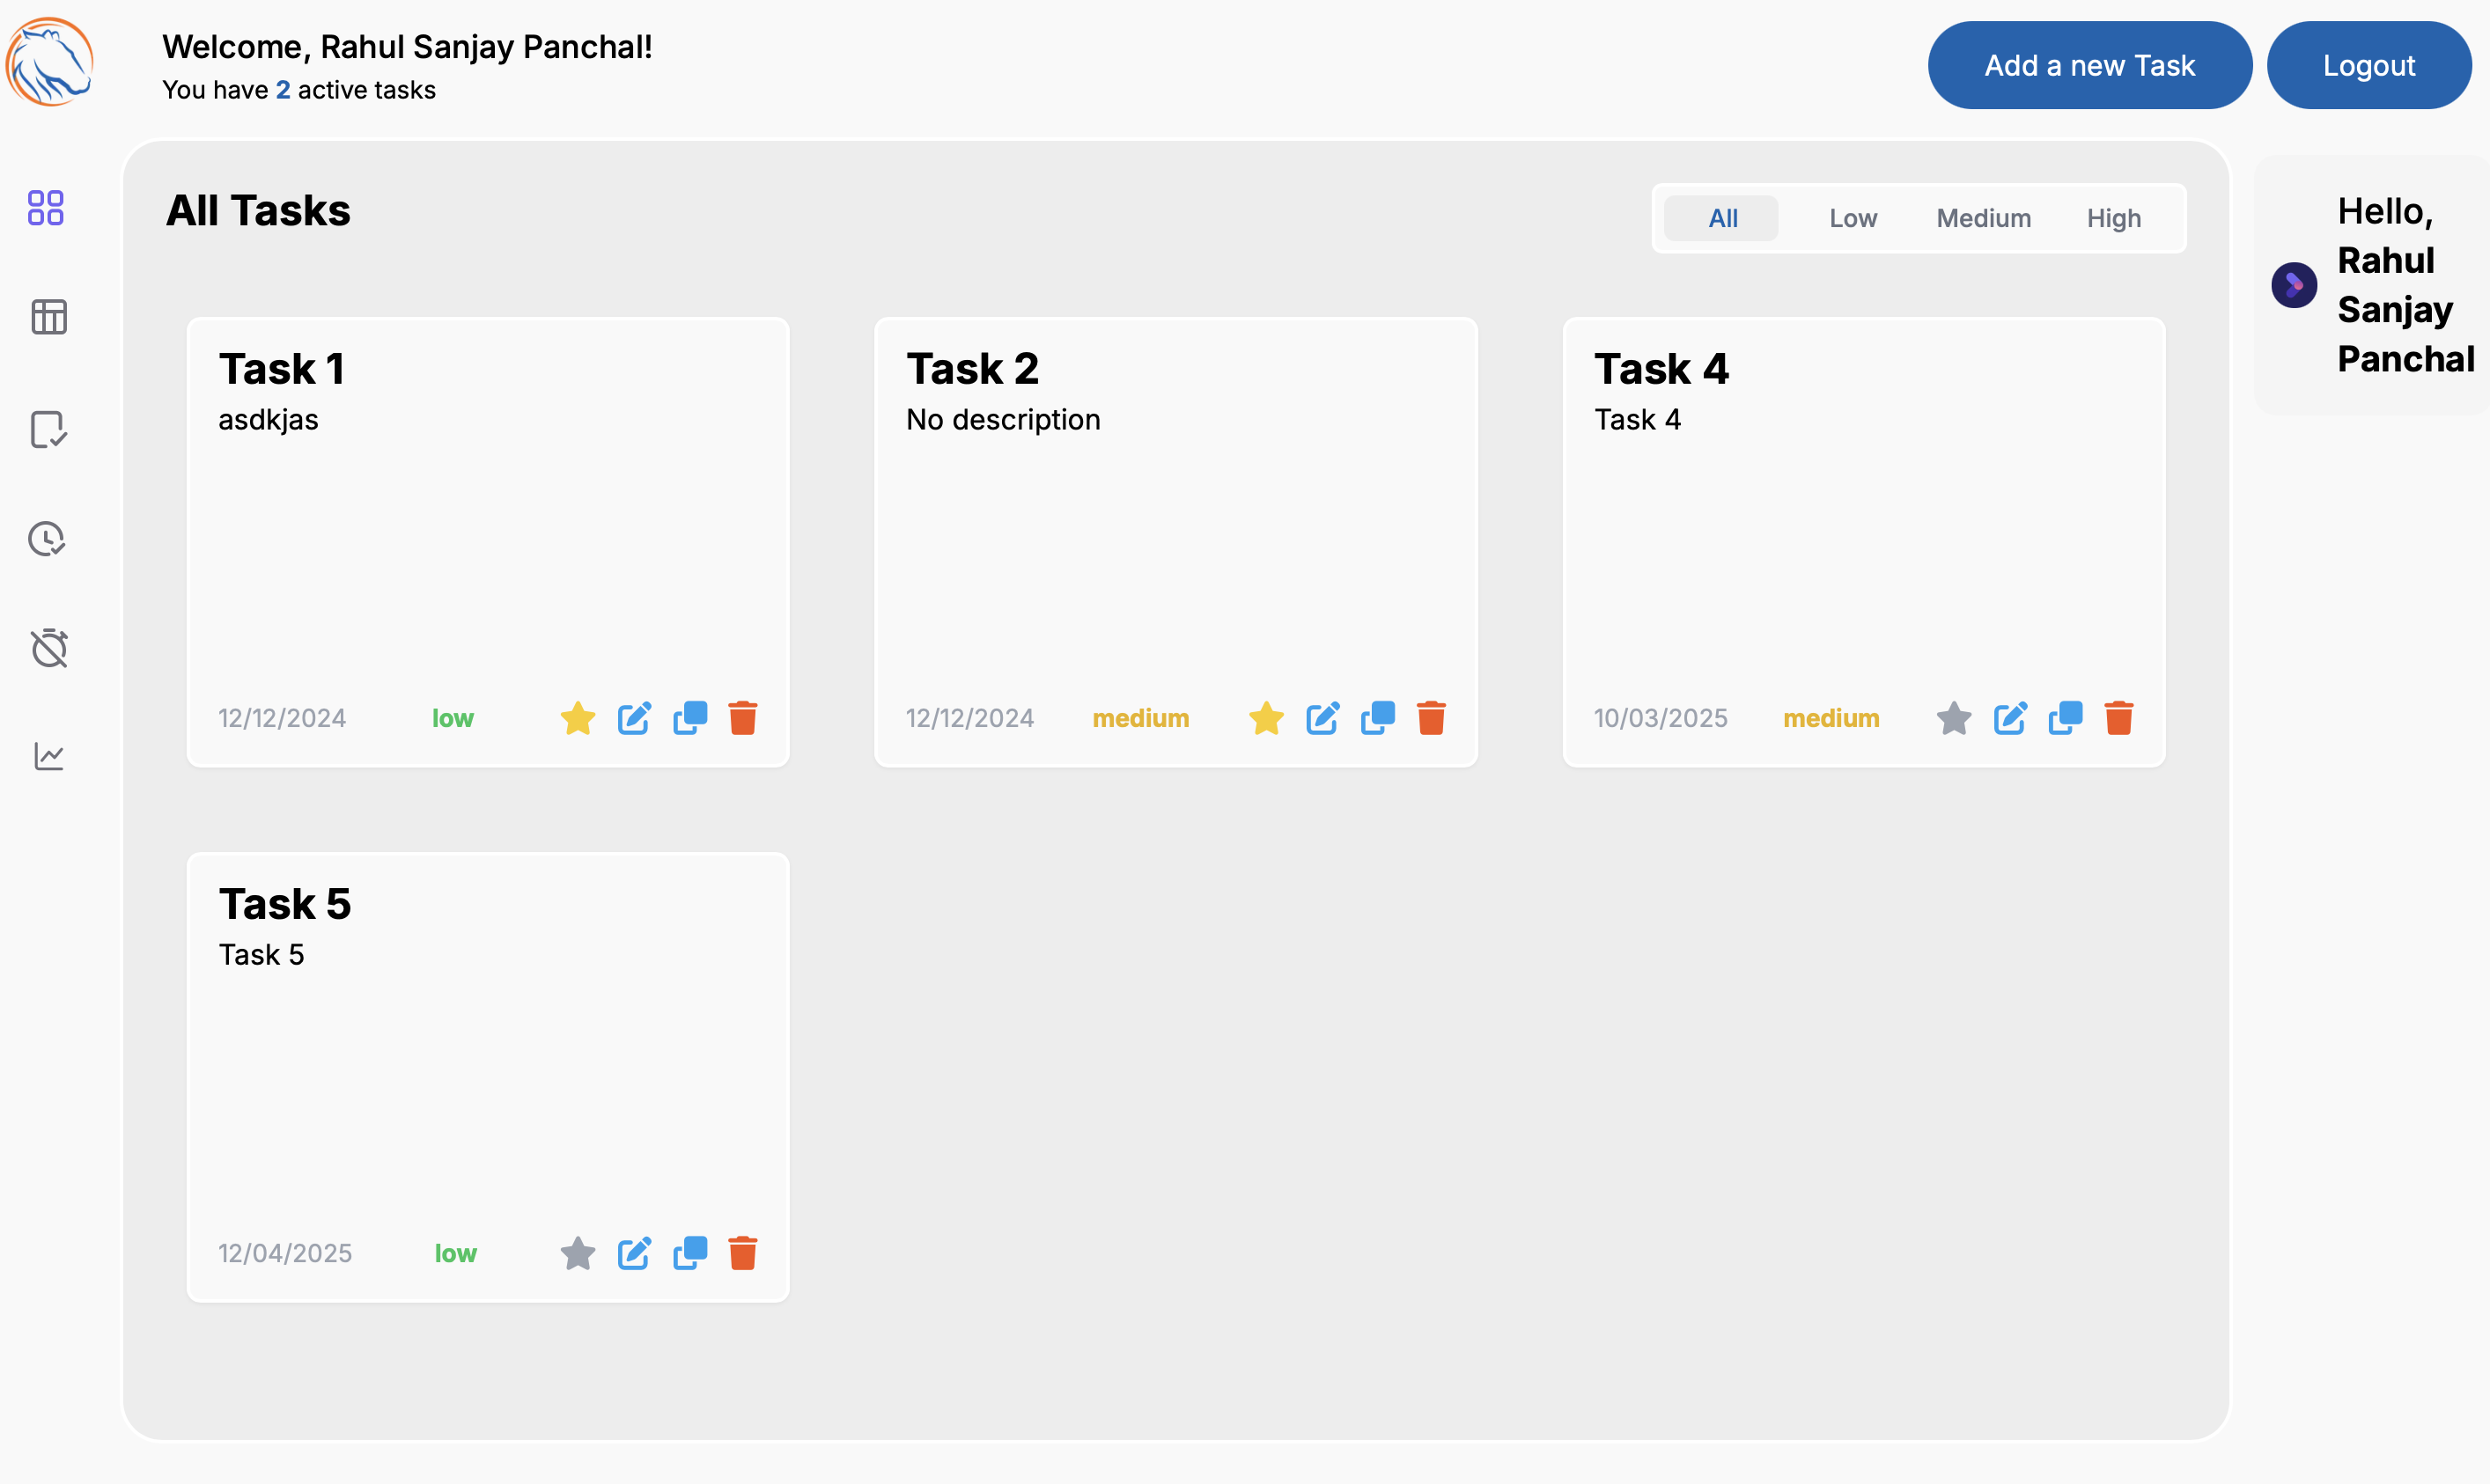 Welcome, Rahul Sanjay Panchal!
You have 2 active tasks
Add a new Task
Logout
All Tasks
All
Low
Medium
High
Hello,
Rahul
Sanjay
Panchal
Task 1
asdkjas
12/12/2024
low
Task 2
No description
12/12/2024
medium
Task 4
Task 4
10/03/2025
medium
Task 5
Task 5
12/04/2025
low